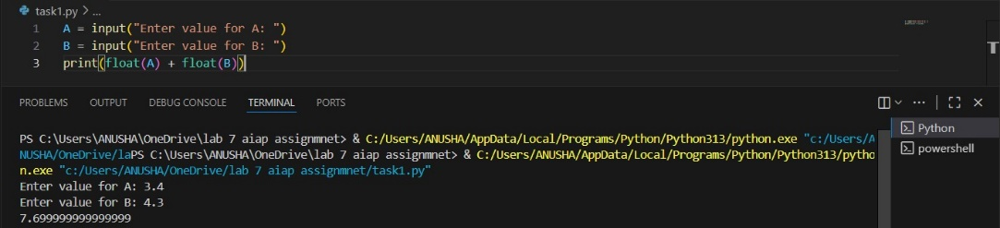 task1.py > ...
1 A = input("Enter value for A: ")
2 B = input("Enter value for B: ")
3 print(float(A) + float(B))
PROBLEMS OUTPUT DEBUG CONSOLE TERMINAL PORTS
PS C:\Users\ANUSHA\OneDrive\lab 7 aiap assignmnet> & C:/Users/ANUSHA/AppData/Local/Programs/Python/Python313/python.exe "c:/Users/A
NUSHA/OneDrive/laPS C:\Users\ANUSHA\OneDrive\lab 7 aiap assignmnet> & C:/Users/ANUSHA/AppData/Local/Programs/Python/Python313/pytho
n.exe "c:/Users/ANUSHA/OneDrive/lab 7 aiap assignmnet/task1.py"
Enter value for A: 3.4
Enter value for B: 4.3
7.699999999999999
Python
powershell